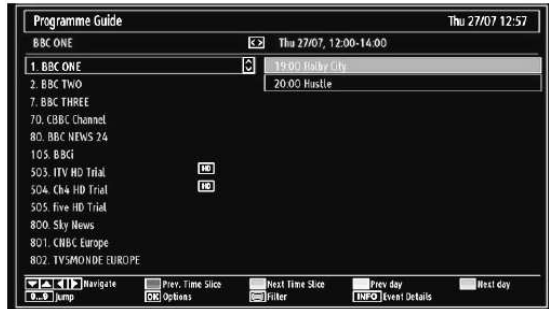 Programme Guide Thu 27/07 12:57
BBC ONE Thu 27/07, 12:00-14:00
1. BBC ONE 19:00 Holby City
2. BBC TWO 20:00 Hustle
7. BBC THREE
70. CBBC Channel
80. BBC NEWS 24
105. BBCi
503. ITV HD Trial HD
504. Ch4 HD Trial HD
505. five HD Trial
800. Sky News
801. CNBC Europe
802. TV5MONDE EUROPE
Navigate Prev. Time Slice Next Time Slice Prev day Next day
0...9 Jump OK Options Filter INFO Event Details